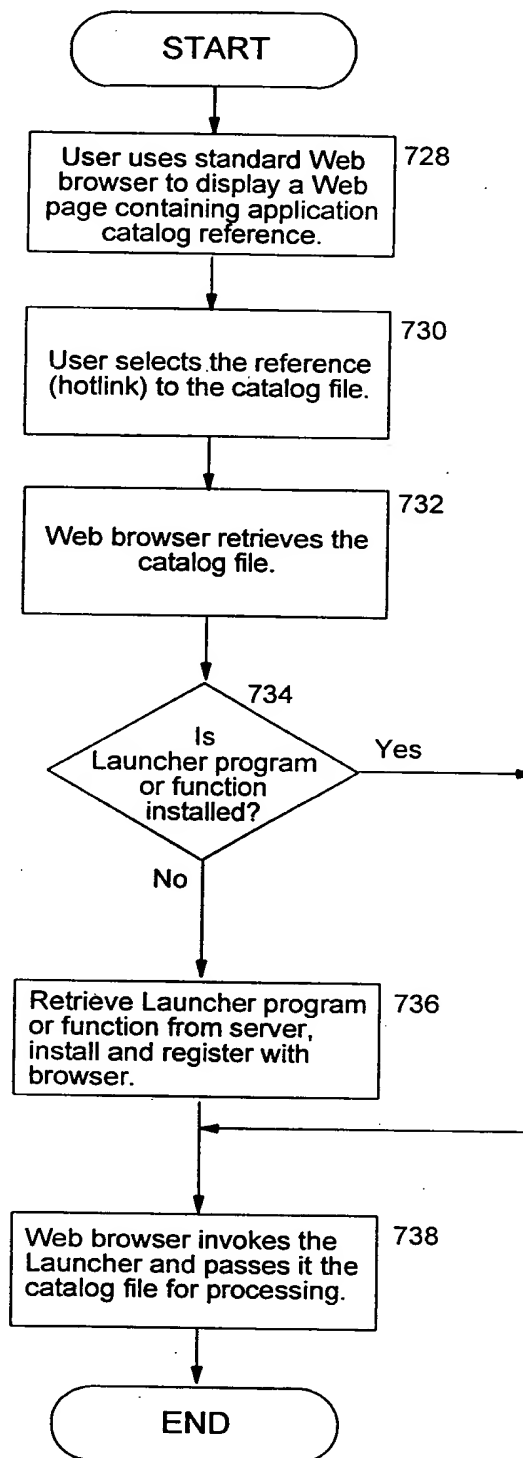 START
User uses standard Web
browser to display a Web
page containing application
catalog reference.
728
User selects the reference
(hotlink) to the catalog file.
730
Web browser retrieves the
catalog file.
732
734
Is
Launcher program
or function
installed?
Yes
No
Retrieve Launcher program
or function from server,
install and register with
browser.
736
Web browser invokes the
Launcher and passes it the
catalog file for processing.
738
END